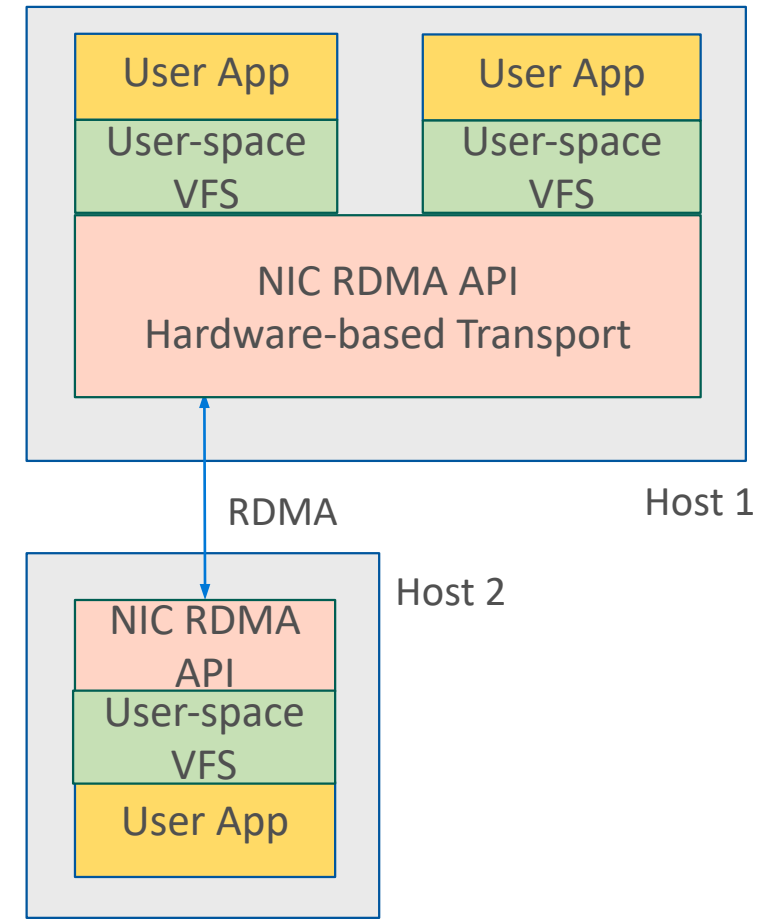 User App
User App
User-space
VFS
User-space
VFS
NIC RDMA API
Hardware-based Transport
RDMA
Host 1
Host 2
NIC RDMA
API
User-space
VFS
User App